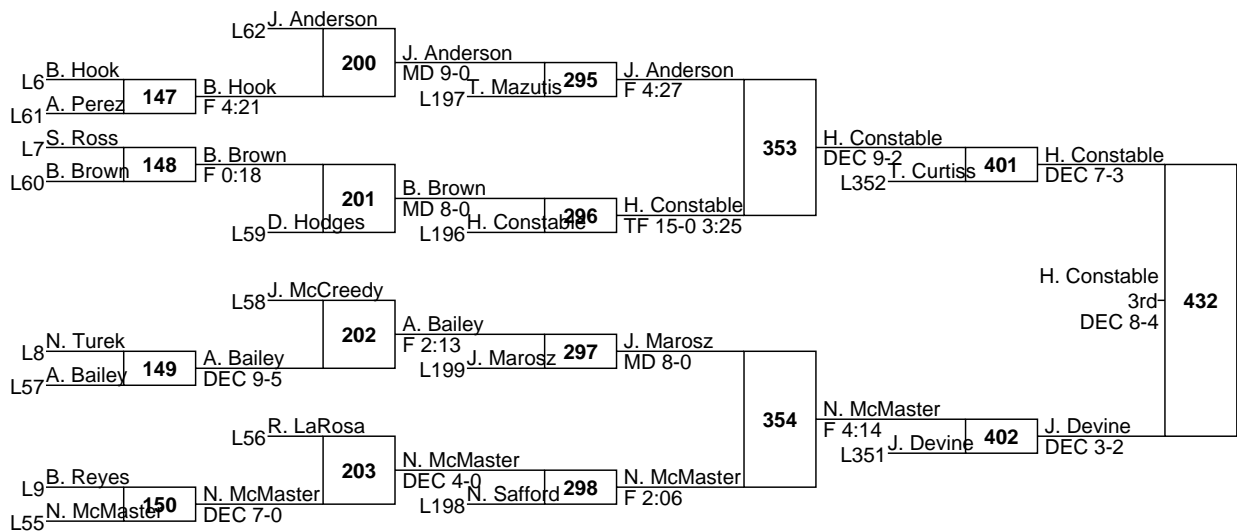 J. Anderson
L62
200
J. Anderson
MD 9-0
295
J. Anderson
F 4:27
B. Hook
L6
147
B. Hook
F 4:21
A. Perez
L61
T. Mazutis
L197
S. Ross
L7
148
B. Brown
F 0:18
B. Brown
L60
353
H. Constable
DEC 9-2
401
H. Constable
DEC 7-3
T. Curtiss
L352
201
B. Brown
MD 8-0
296
H. Constable
TF 15-0 3:25
D. Hodges
L59
H. Constable
L196
H. Constable
3rd
DEC 8-4
432
J. McCreedy
L58
202
A. Bailey
F 2:13
297
J. Marosz
MD 8-0
N. Turek
L8
149
A. Bailey
DEC 9-5
A. Bailey
L57
J. Marosz
L199
354
N. McMaster
F 4:14
402
J. Devine
DEC 3-2
J. Devine
L351
R. LaRosa
L56
203
N. McMaster
DEC 4-0
298
N. McMaster
F 2:06
B. Reyes
L9
150
N. McMaster
DEC 7-0
N. McMaster
L55
N. Safford
L198